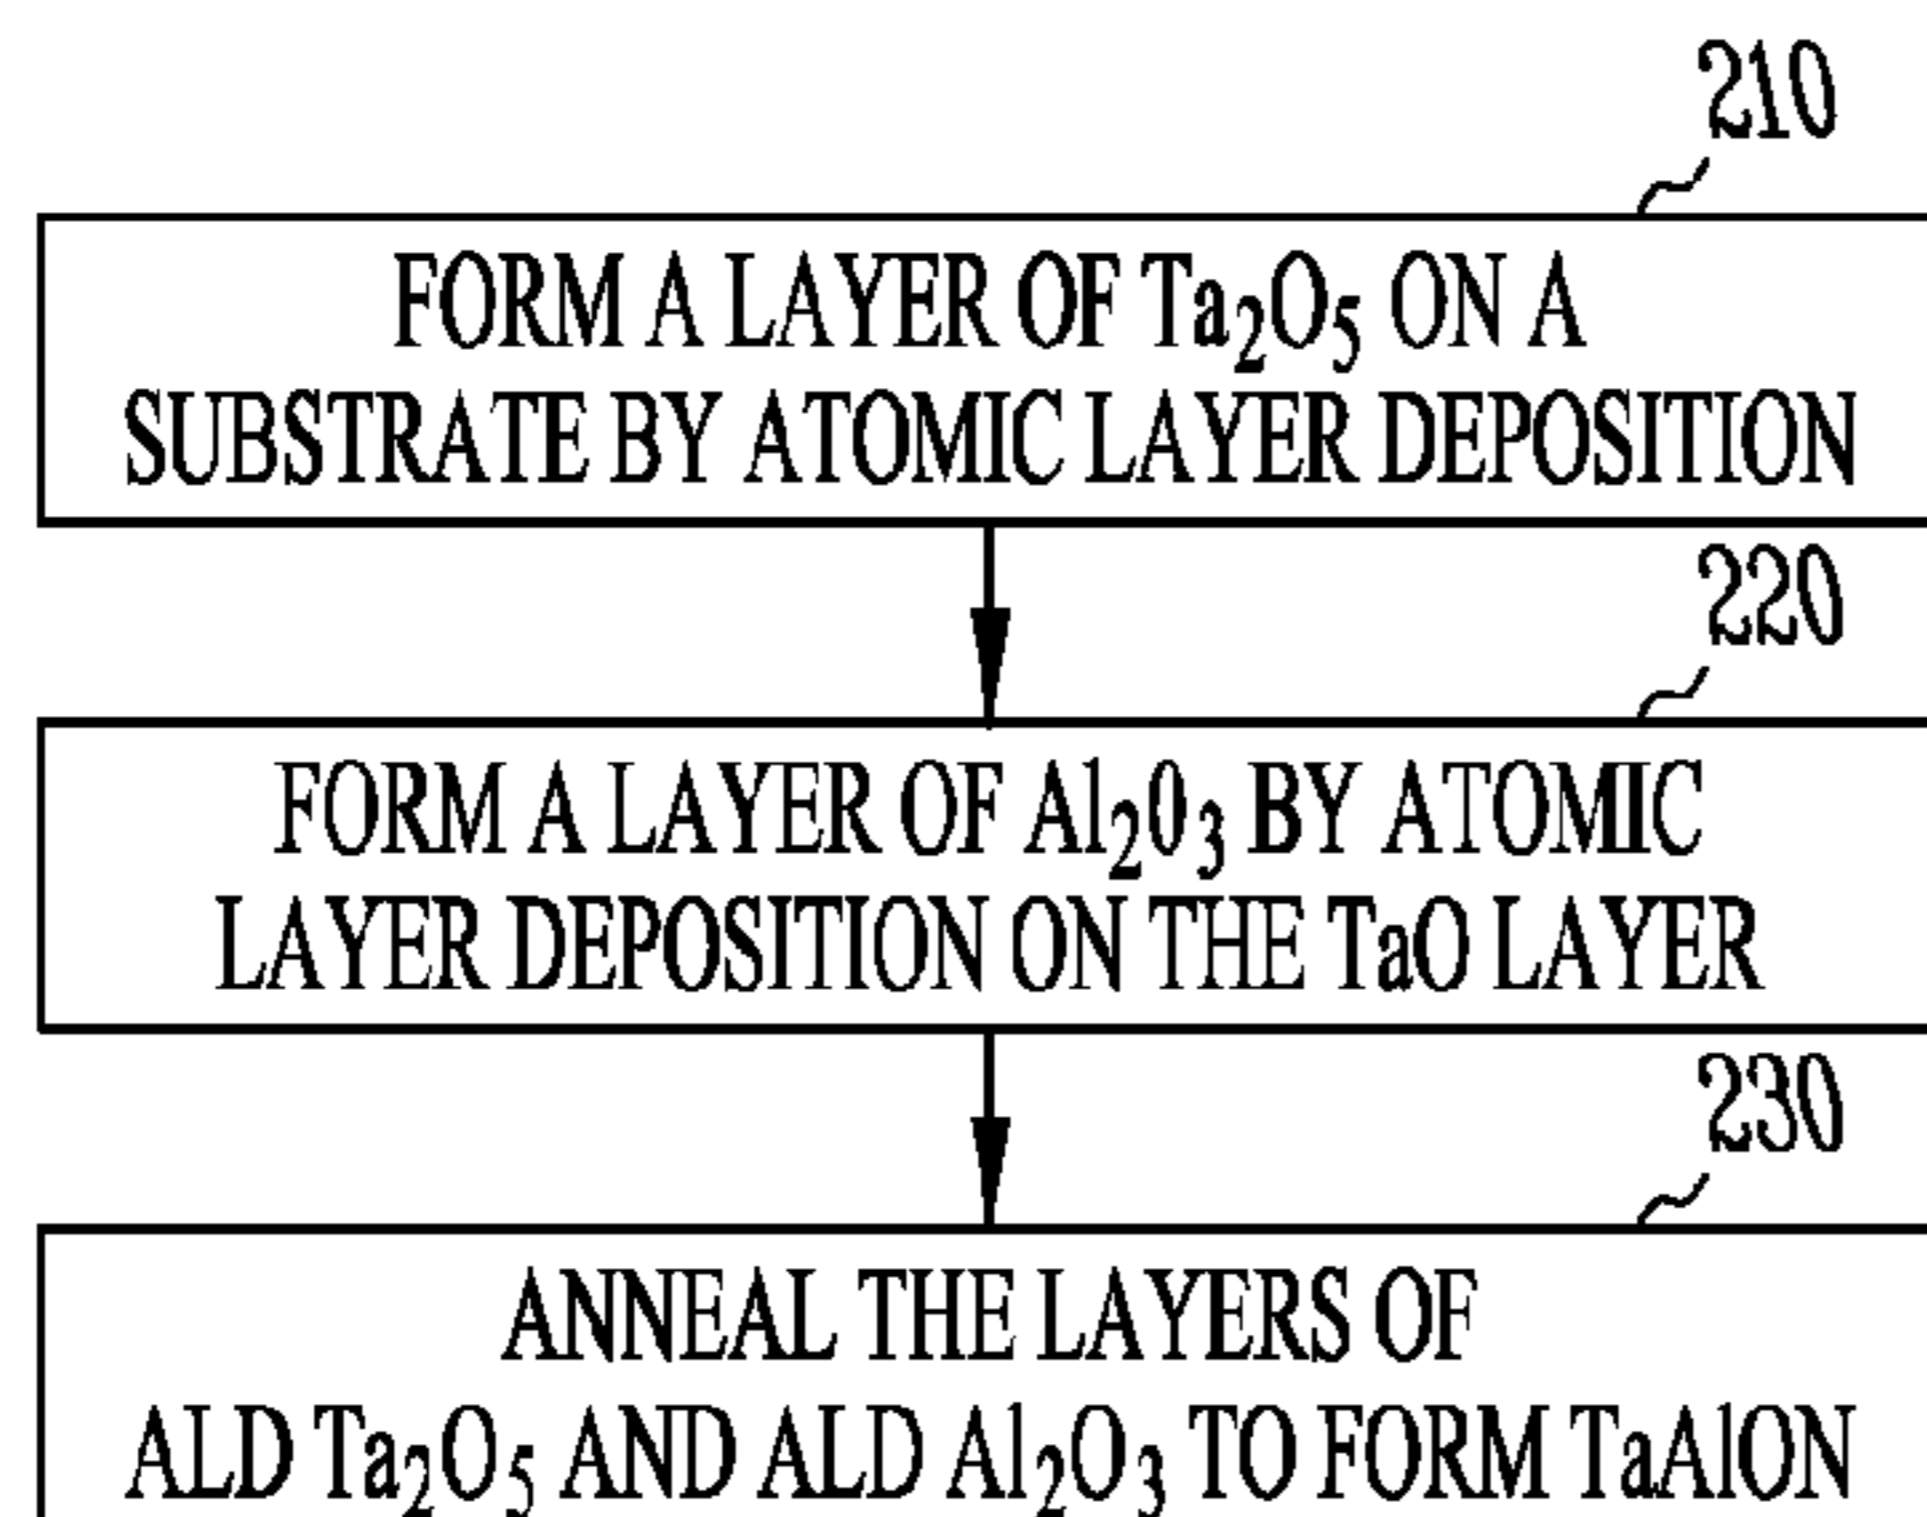 210
FORM A LAYER OF Ta₂O₅ ON A
SUBSTRATE BY ATOMIC LAYER DEPOSITION
220
FORM A LAYER OF Al₂0₃ BY ATOMIC
LAYER DEPOSITION ON THE TaO LAYER
230
ANNEAL THE LAYERS OF
ALD Ta₂O₅ AND ALD Al₂O₃ TO FORM TaAlON